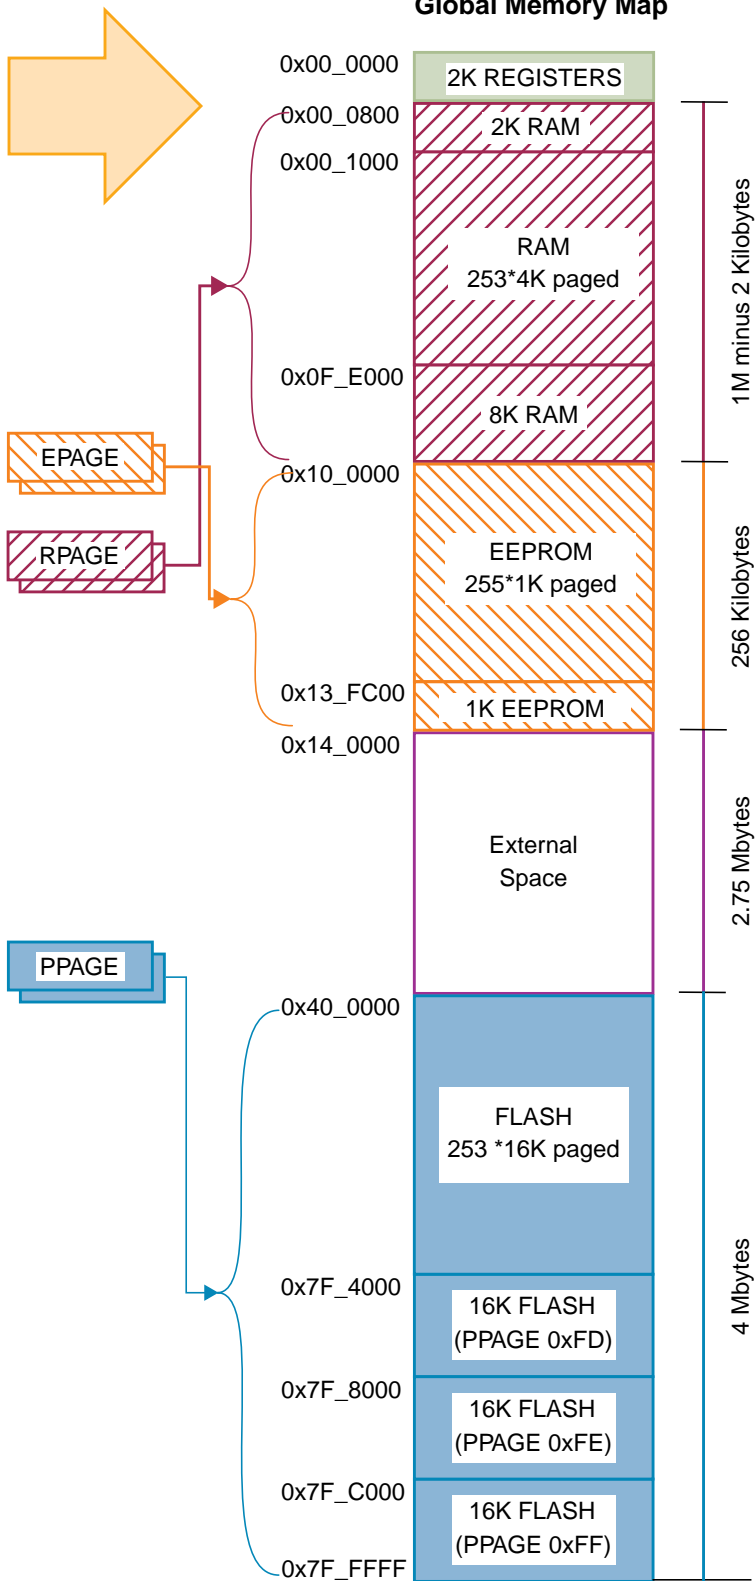 Global Memory Map
0x00_0000
2K REGISTERS
0x00_0800
2K RAM
0x00_1000
RAM
253*4K paged
1M minus 2 Kilobytes
0x0F_E000
8K RAM
EPAGE
0x10_0000
RPAGE
EEPROM
255*1K paged
256 Kilobytes
0x13_FC00
1K EEPROM
0x14_0000
External
Space
2.75 Mbytes
PPAGE
0x40_0000
FLASH
253 *16K paged
4 Mbytes
0x7F_4000
16K FLASH
(PPAGE 0xFD)
0x7F_8000
16K FLASH
(PPAGE 0xFE)
0x7F_C000
16K FLASH
(PPAGE 0xFF)
0x7F_FFFF